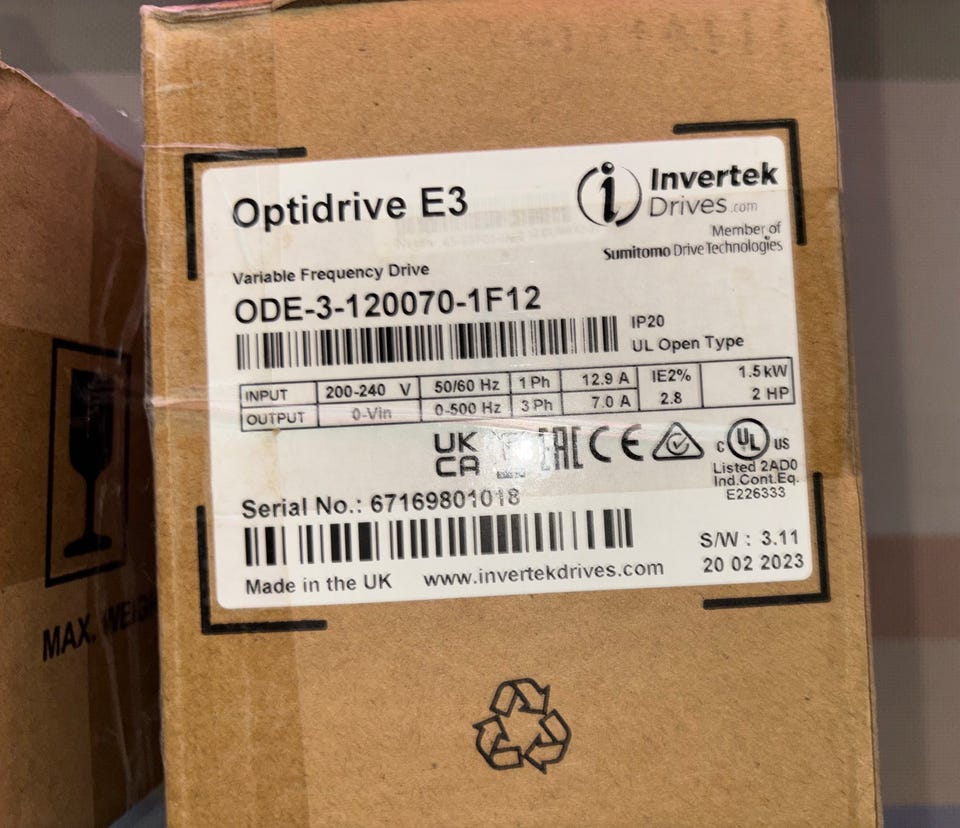 Optidrive E3
Invertek
Drives.com
Member of
Sumitomo Drive Technologies
Variable Frequency Drive
ODE-3-120070-1F12
IP20
UL Open Type
INPUT 200-240 V 50/60 Hz 1 Ph 12.9 A IE2% 1.5 kW
OUTPUT 0-Vin 0-500 Hz 3 Ph 7.0 A 2.8 2 HP
UK
CA
EAC CE
c UL US
Listed 2AD0
Ind.Cont.Eq.
E226333
Serial No.: 67169801018
S/W : 3.11
20 02 2023
Made in the UK www.invertekdrives.com
MAX. WEIGH